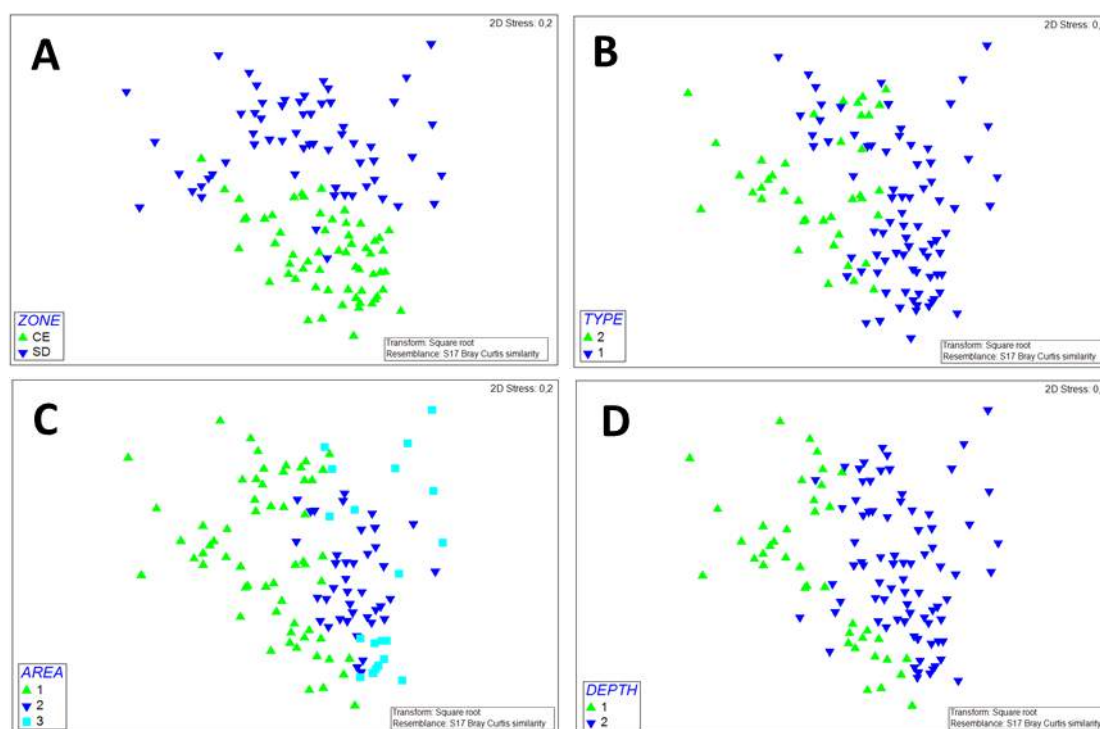 A
2D Stress: 0,2
ZONE
CE
SD
Transform: Square root
Resemblance: S17 Bray Curtis similarity
B
2D Stress: 0,
TYPE
2
1
Transform: Square root
Resemblance: S17 Bray Curtis similarity
C
2D Stress: 0,2
AREA
1
2
3
Transform: Square root
Resemblance: S17 Bray Curtis similarity
D
2D Stress: 0,
DEPTH
1
2
Transform: Square root
Resemblance: S17 Bray Curtis similarity